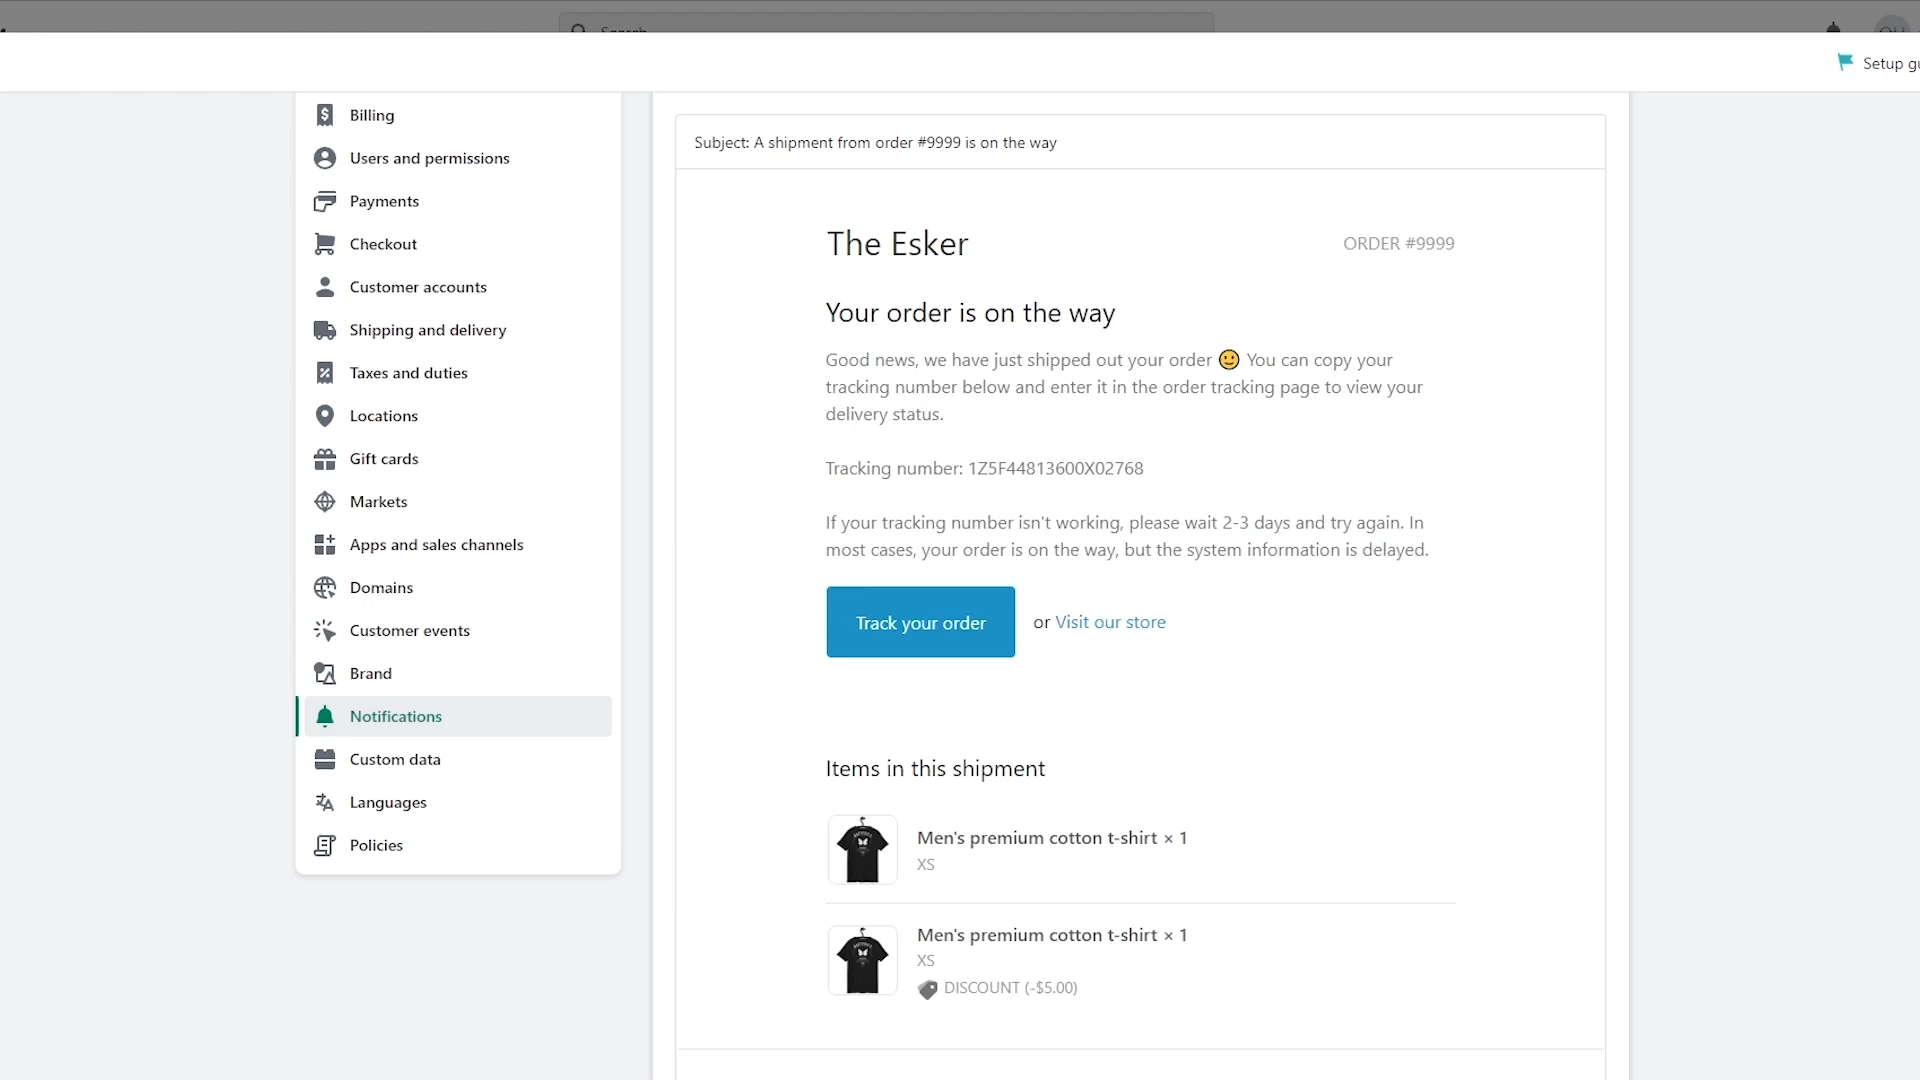 Setup
Billing
Users and permissions
Payments
Checkout
Customer accounts
Shipping and delivery
Taxes and duties
Locations
Gift cards
Markets
Apps and sales channels
Domains
Customer events
Brand
Notifications
Custom data
Languages
Policies
Subject: A shipment from order #9999 is on the way
The Esker
ORDER #9999
Your order is on the way
Good news, we have just shipped out your order 🙂 You can copy your
tracking number below and enter it in the order tracking page to view your
delivery status.
Tracking number: 1Z5F44813600X02768
If your tracking number isn't working, please wait 2-3 days and try again. In
most cases, your order is on the way, but the system information is delayed.
Track your order
or Visit our store
Items in this shipment
Men's premium cotton t-shirt × 1
XS
Men's premium cotton t-shirt × 1
XS
DISCOUNT (-$5.00)